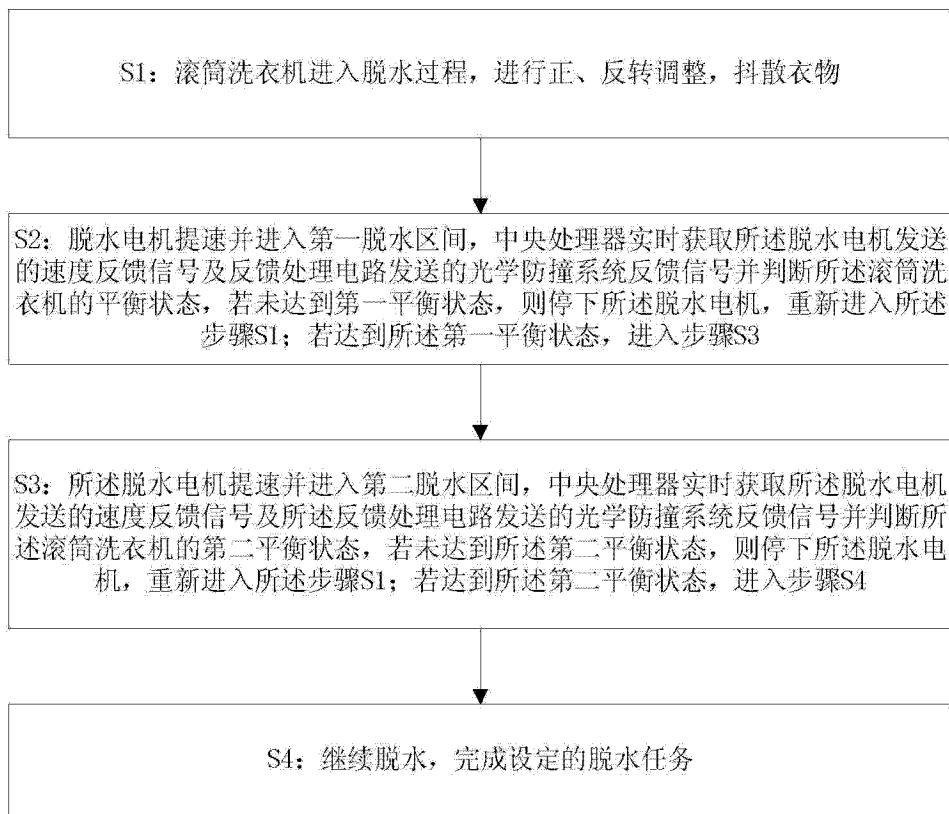 S1：滚筒洗衣机进入脱水过程，进行正、反转调整，抖散衣物
S2：脱水电机提速并进入第一脱水区间，中央处理器实时获取所述脱水电机发送
的速度反馈信号及反馈处理电路发送的光学防撞系统反馈信号并判断所述滚筒洗
衣机的平衡状态，若未达到第一平衡状态，则停下所述脱水电机，重新进入所述
步骤S1；若达到所述第一平衡状态，进入步骤S3
S3：所述脱水电机提速并进入第二脱水区间，中央处理器实时获取所述脱水电机
发送的速度反馈信号及所述反馈处理电路发送的光学防撞系统反馈信号并判断所
述滚筒洗衣机的第二平衡状态，若未达到所述第二平衡状态，则停下所述脱水电
机，重新进入所述步骤S1；若达到所述第二平衡状态，进入步骤S4
S4：继续脱水，完成设定的脱水任务